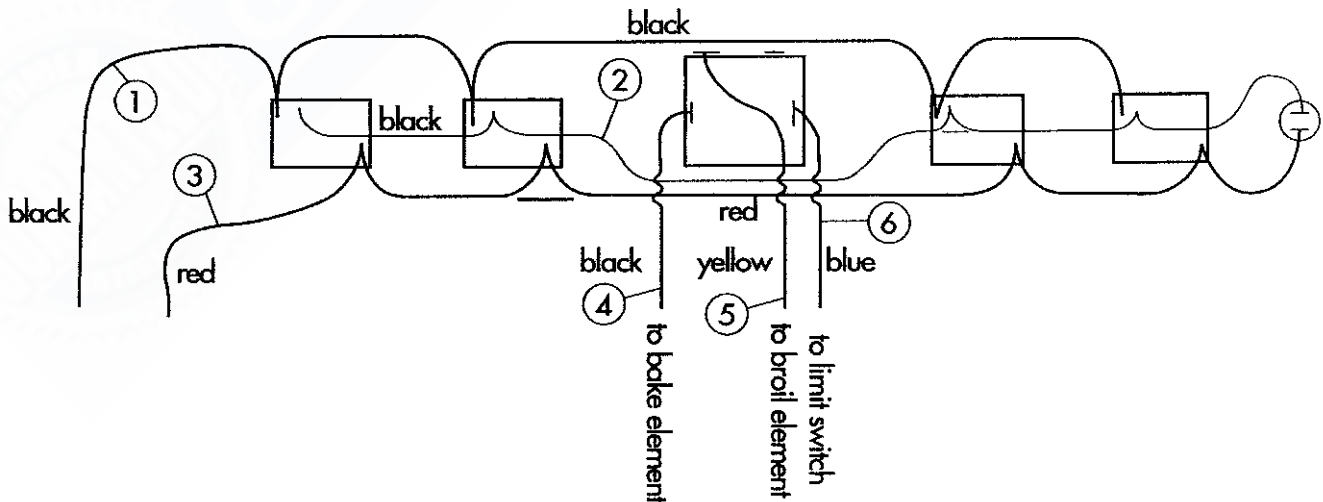 black
1
2
black
3
black
red
red
6
black
yellow
blue
4
5
to bake element
to broil element
to limit switch